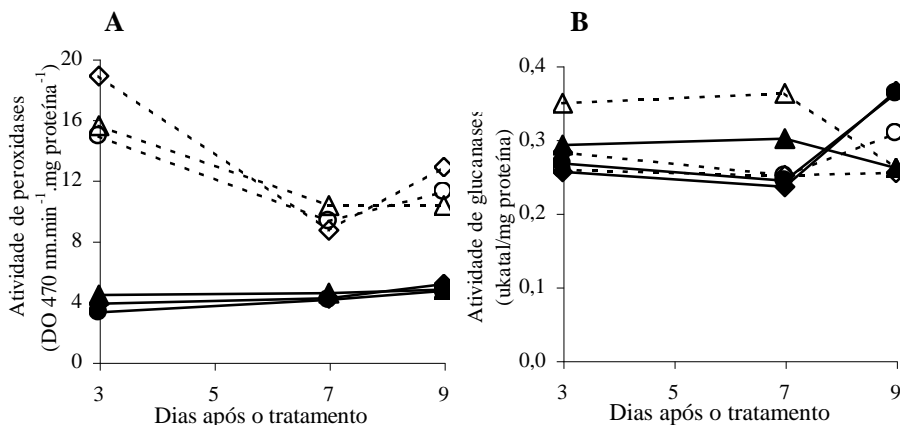 A
Atividade de peroxidases
(DO 470 nm.min⁻¹.mg proteína⁻¹)
20
16
12
8
4
0
3
5
7
9
Dias após o tratamento
B
Atividade de glucanases
(ukatal/mg proteína)
0,4
0,3
0,2
0,1
0,0
3
5
7
9
Dias após o tratamento